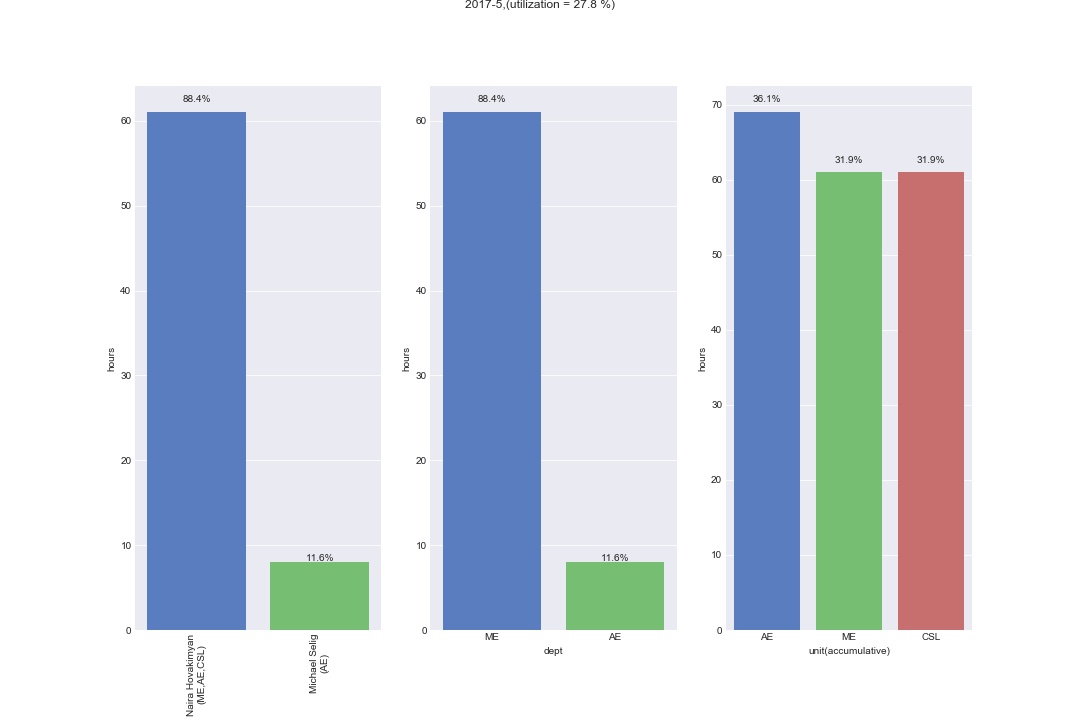 2017-5,(utilization = 27.8 %)
88.4%
11.6%
60
50
40
30
20
10
0
hours
Naira Hovakimyan
(ME,AE,CSL)
Michael Selig
(AE)
88.4%
11.6%
60
50
40
30
20
10
0
hours
ME
AE
dept
36.1%
31.9%
31.9%
70
60
50
40
30
20
10
0
hours
AE
ME
CSL
unit(accumulative)